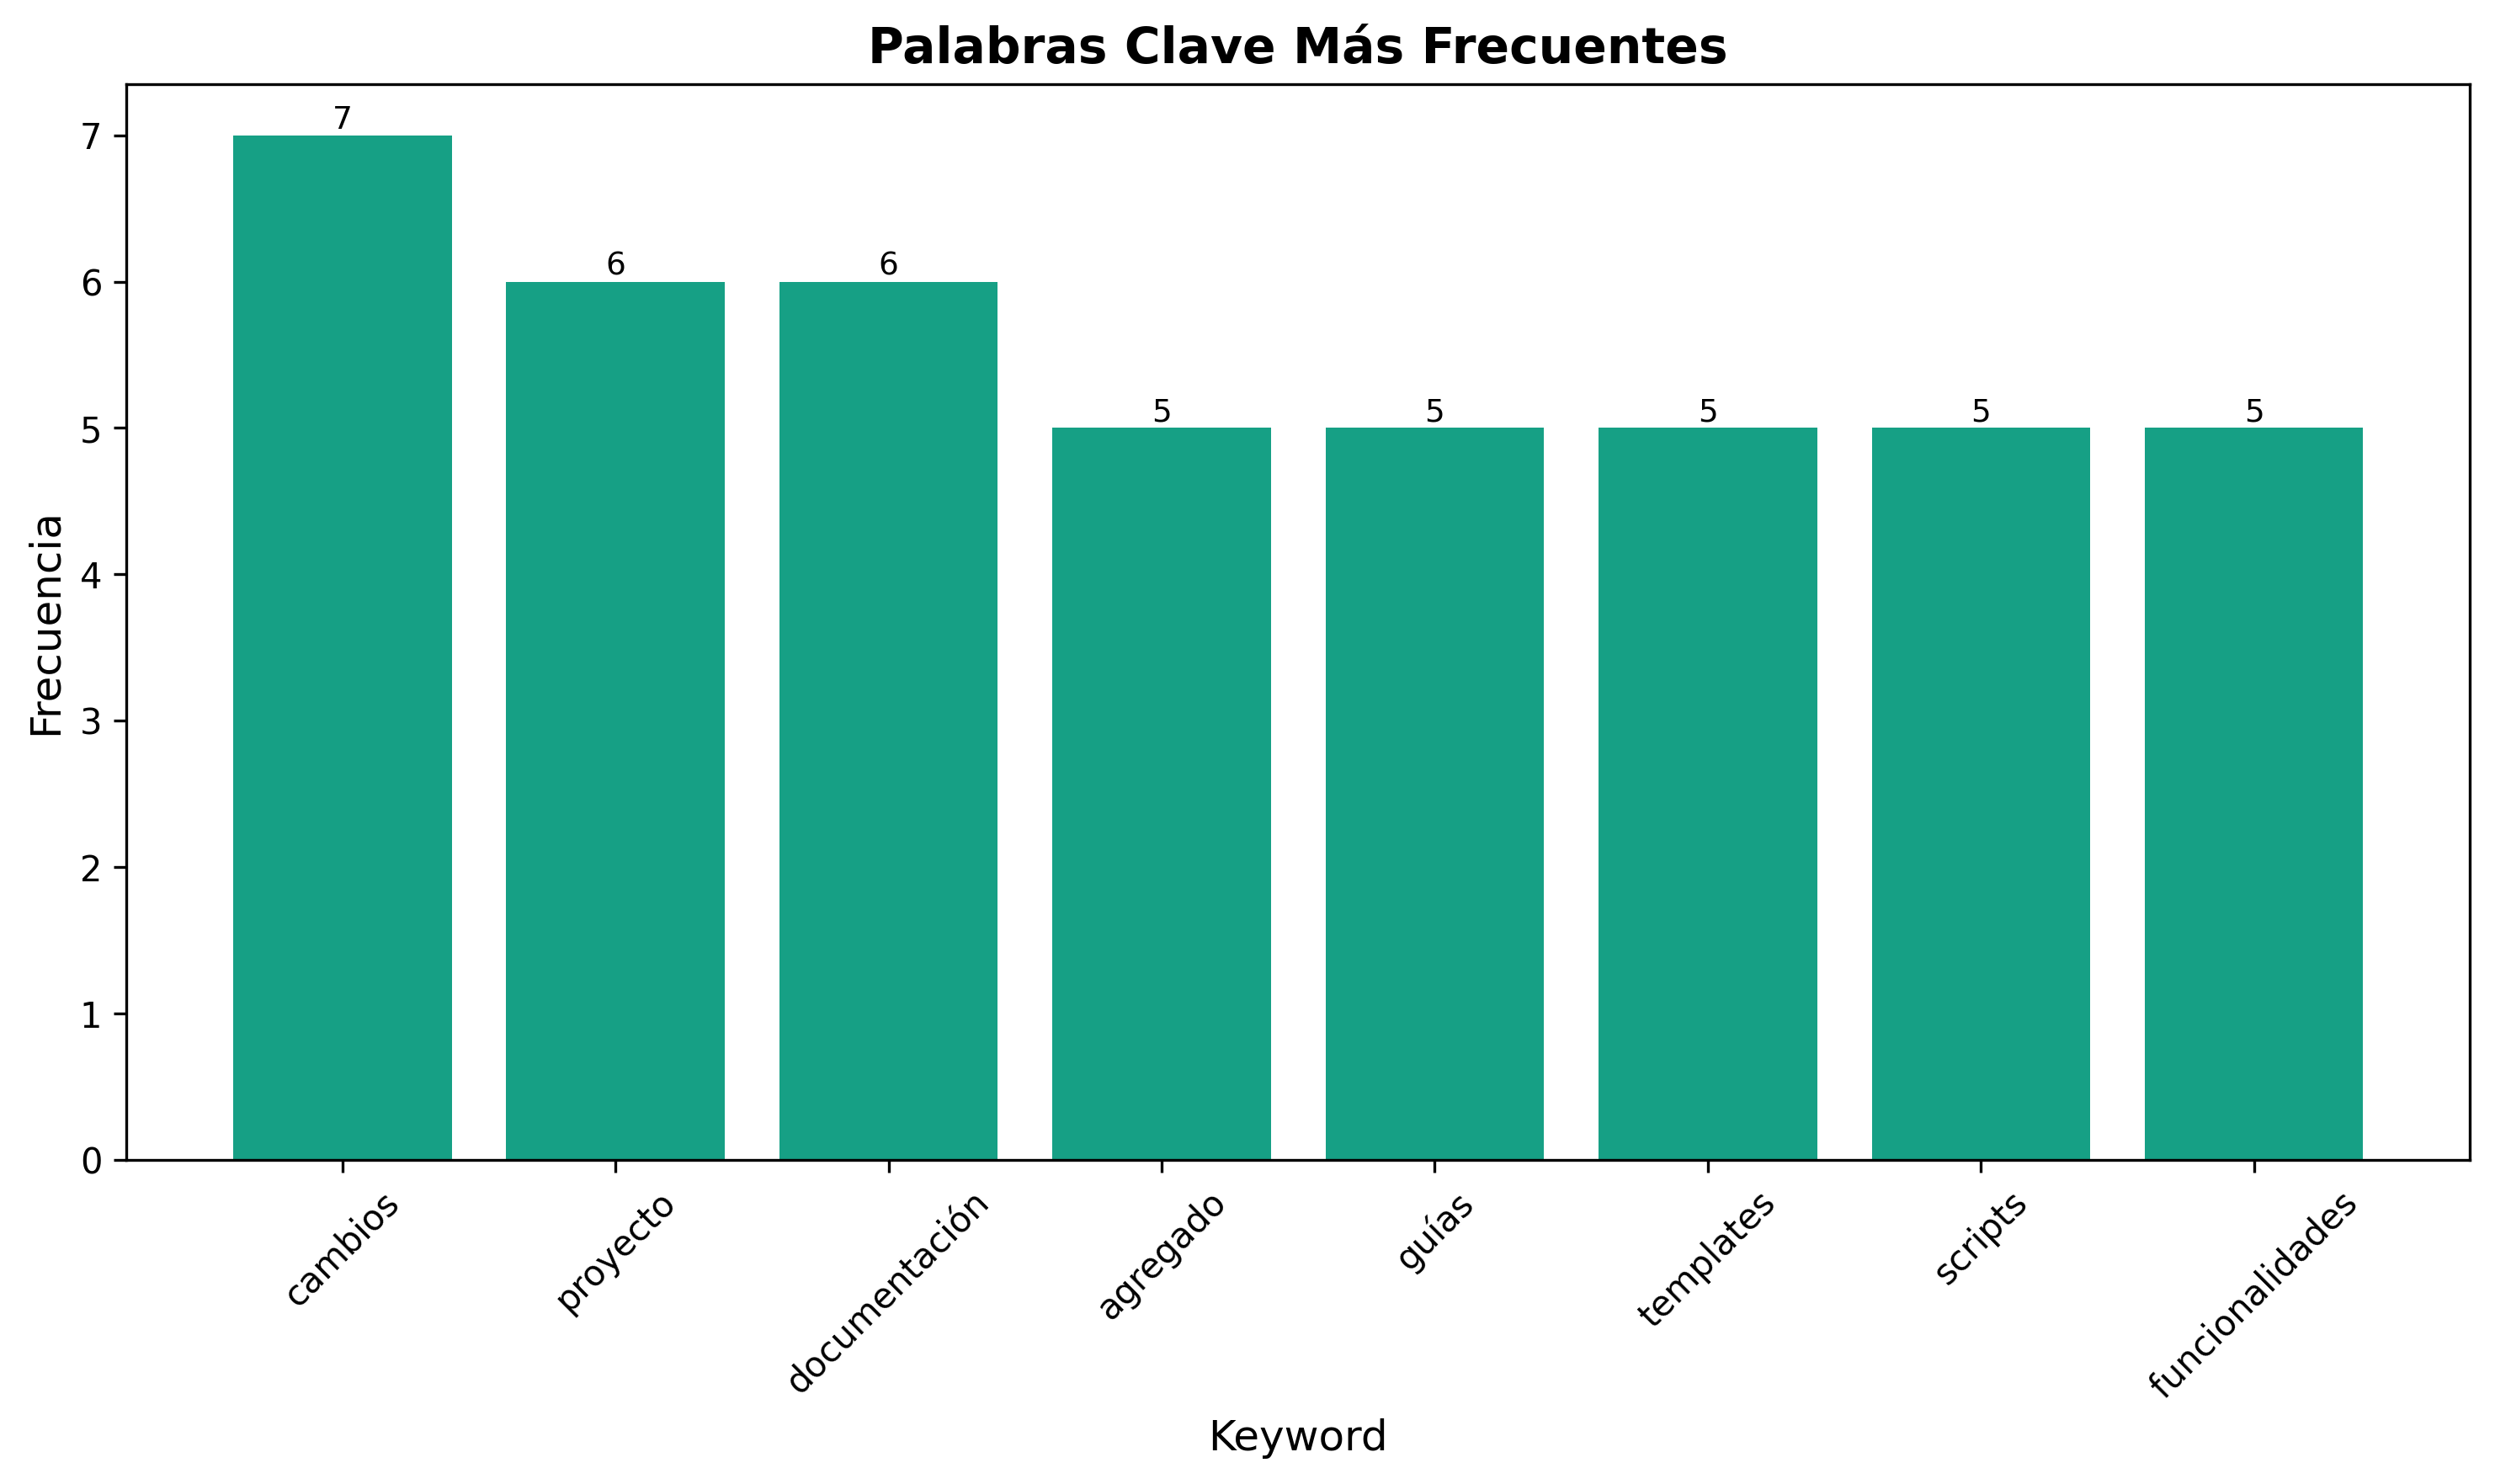 Palabras Clave Más Frecuentes
Frecuencia
7
6
5
4
3
2
1
0
7
6
6
5
5
5
5
5
cambios
proyecto
documentación
agregado
guías
templates
scripts
funcionalidades
Keyword